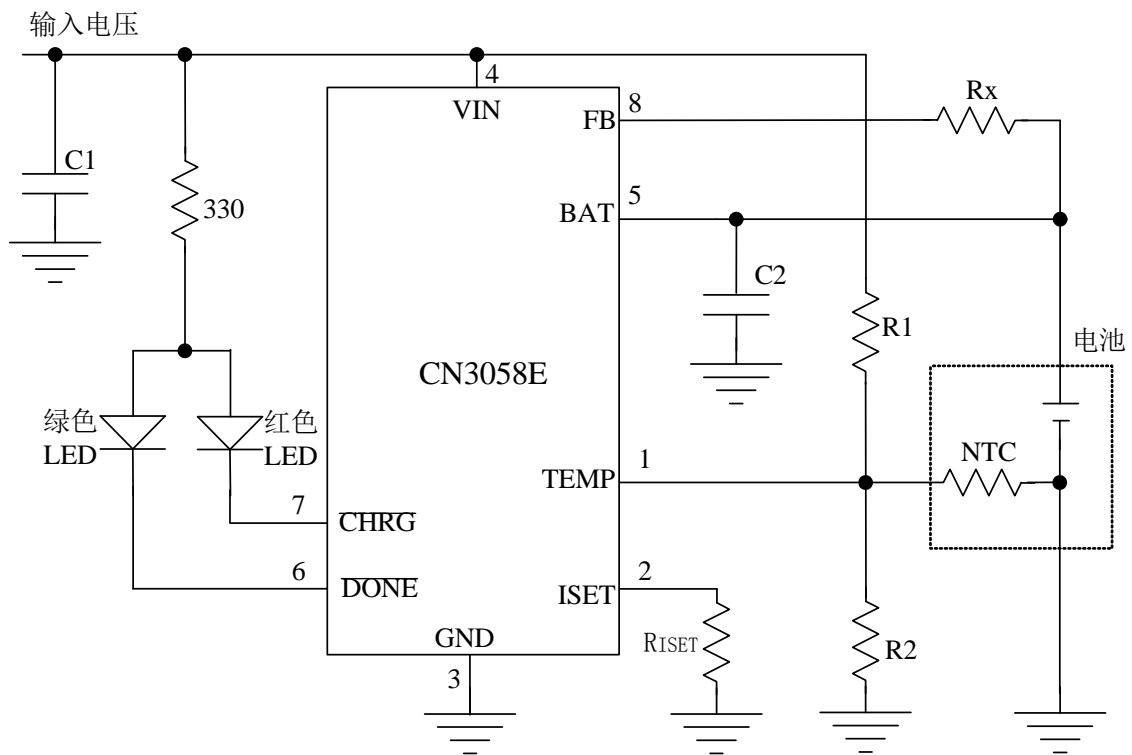 输入电压
4
VIN
8
Rx
FB
C1
330
5
BAT
C2
R1
电池
CN3058E
绿色
LED
红色
LED
NTC
1
TEMP
7
CHRG
6
DONE
2
ISET
GND
RISET
R2
3